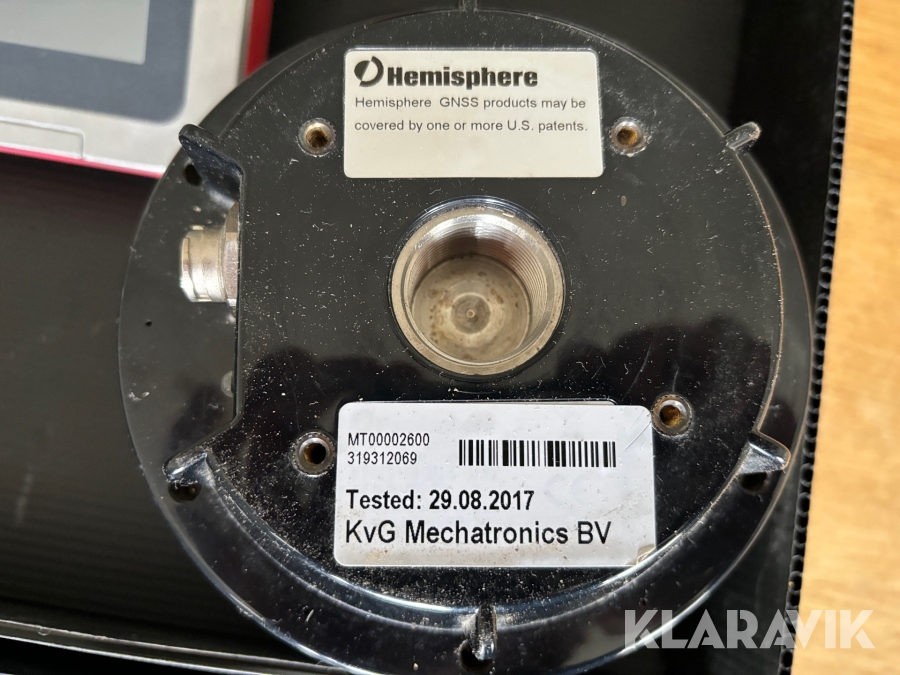 Hemisphere
Hemisphere GNSS products may be
covered by one or more U.S. patents.
MT00002600
319312069
Tested: 29.08.2017
KvG Mechatronics BV
KLARAVIK